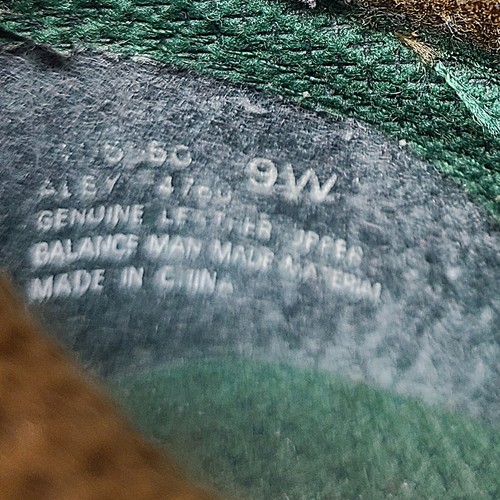 9W
GENUINE LEATHER UPPER
BALANCE MAN MADE MATERIAL
MADE IN CHINA